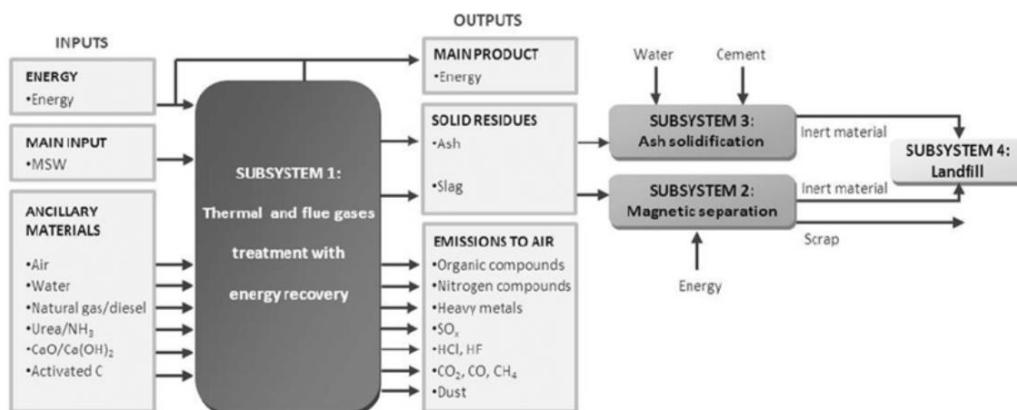 INPUTS
ENERGY
•Energy
MAIN INPUT
•MSW
ANCILLARY
MATERIALS
•Air
•Water
•Natural gas/diesel
•Urea/NH₃
•CaO/Ca(OH)₂
•Activated C
SUBSYSTEM 1:
Thermal and flue gases
treatment with
energy recovery
OUTPUTS
MAIN PRODUCT
•Energy
SOLID RESIDUES
•Ash
•Slag
EMISSIONS TO AIR
•Organic compounds
•Nitrogen compounds
•Heavy metals
•SOₓ
•HCl, HF
•CO₂, CO, CH₄
•Dust
Water
Cement
SUBSYSTEM 3:
Ash solidification
Inert material
SUBSYSTEM 2:
Magnetic separation
Inert material
Scrap
Energy
SUBSYSTEM 4:
Landfill